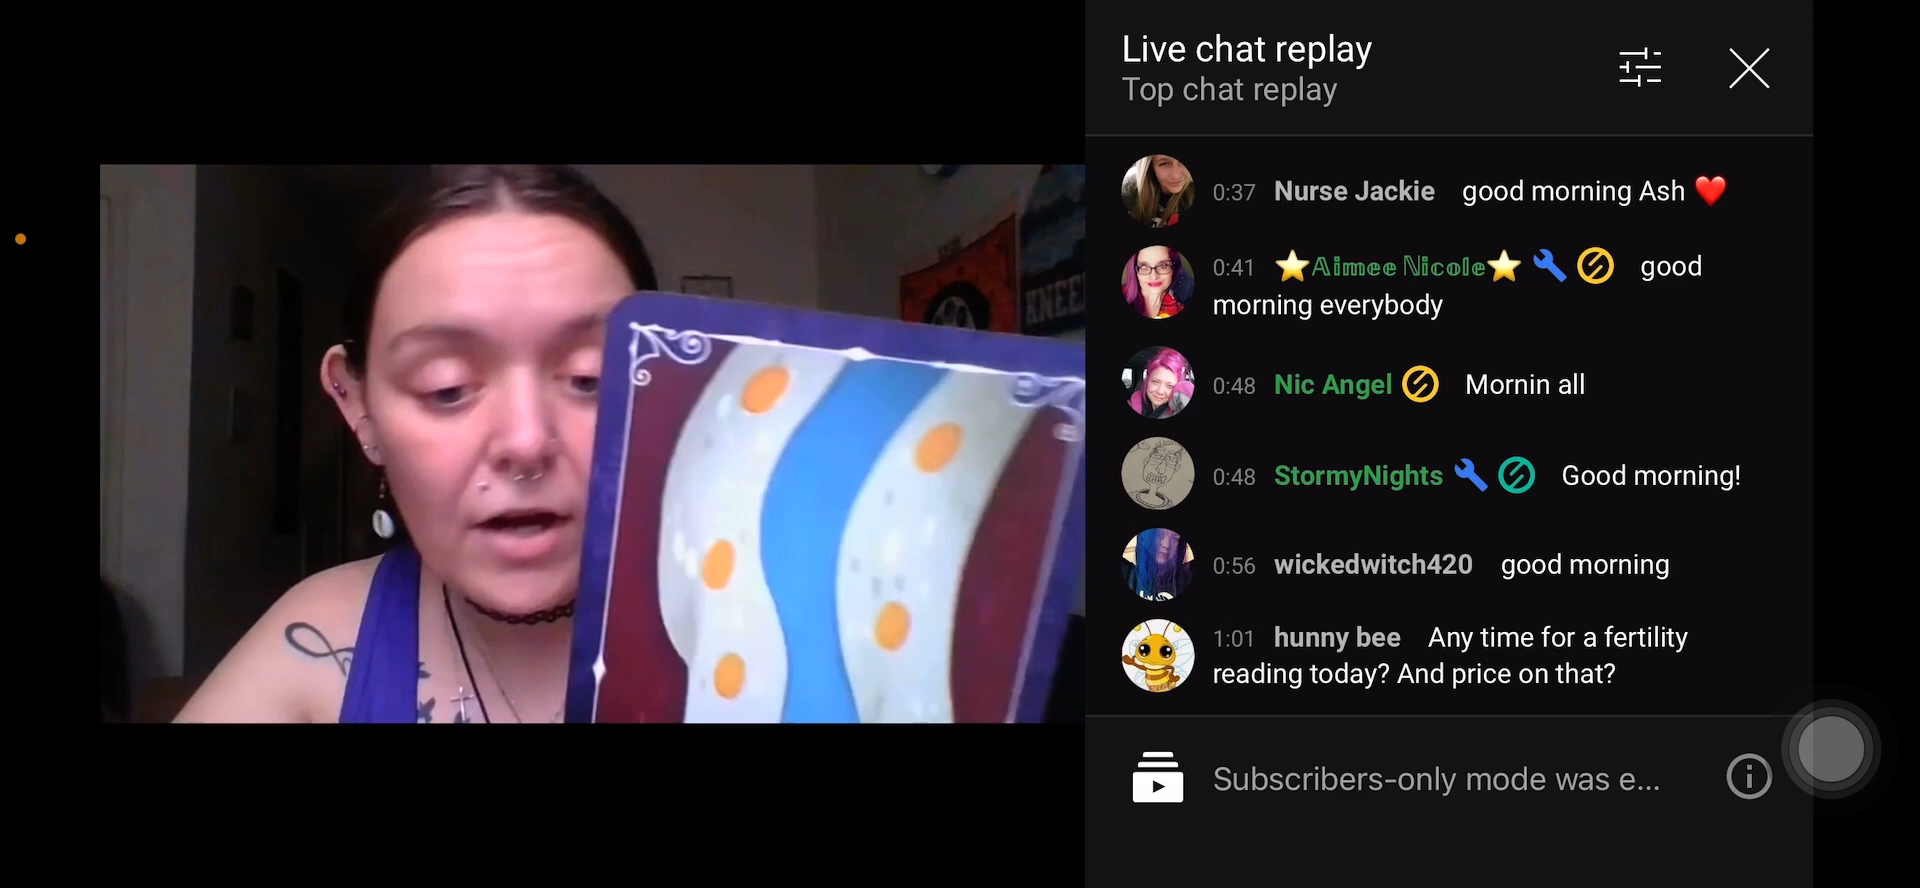 Live chat replay
Top chat replay
0:37 Nurse Jackie good morning Ash ❤️
0:41 ⭐𝔸𝕚𝕞𝕖𝕖 ℕ𝕚𝕔𝕠𝕝𝕖⭐ good
morning everybody
0:48 Nic Angel Mornin all
0:48 StormyNights Good morning!
0:56 wickedwitch420 good morning
1:01 hunny bee Any time for a fertility
reading today? And price on that?
Subscribers-only mode was e...
KNEE